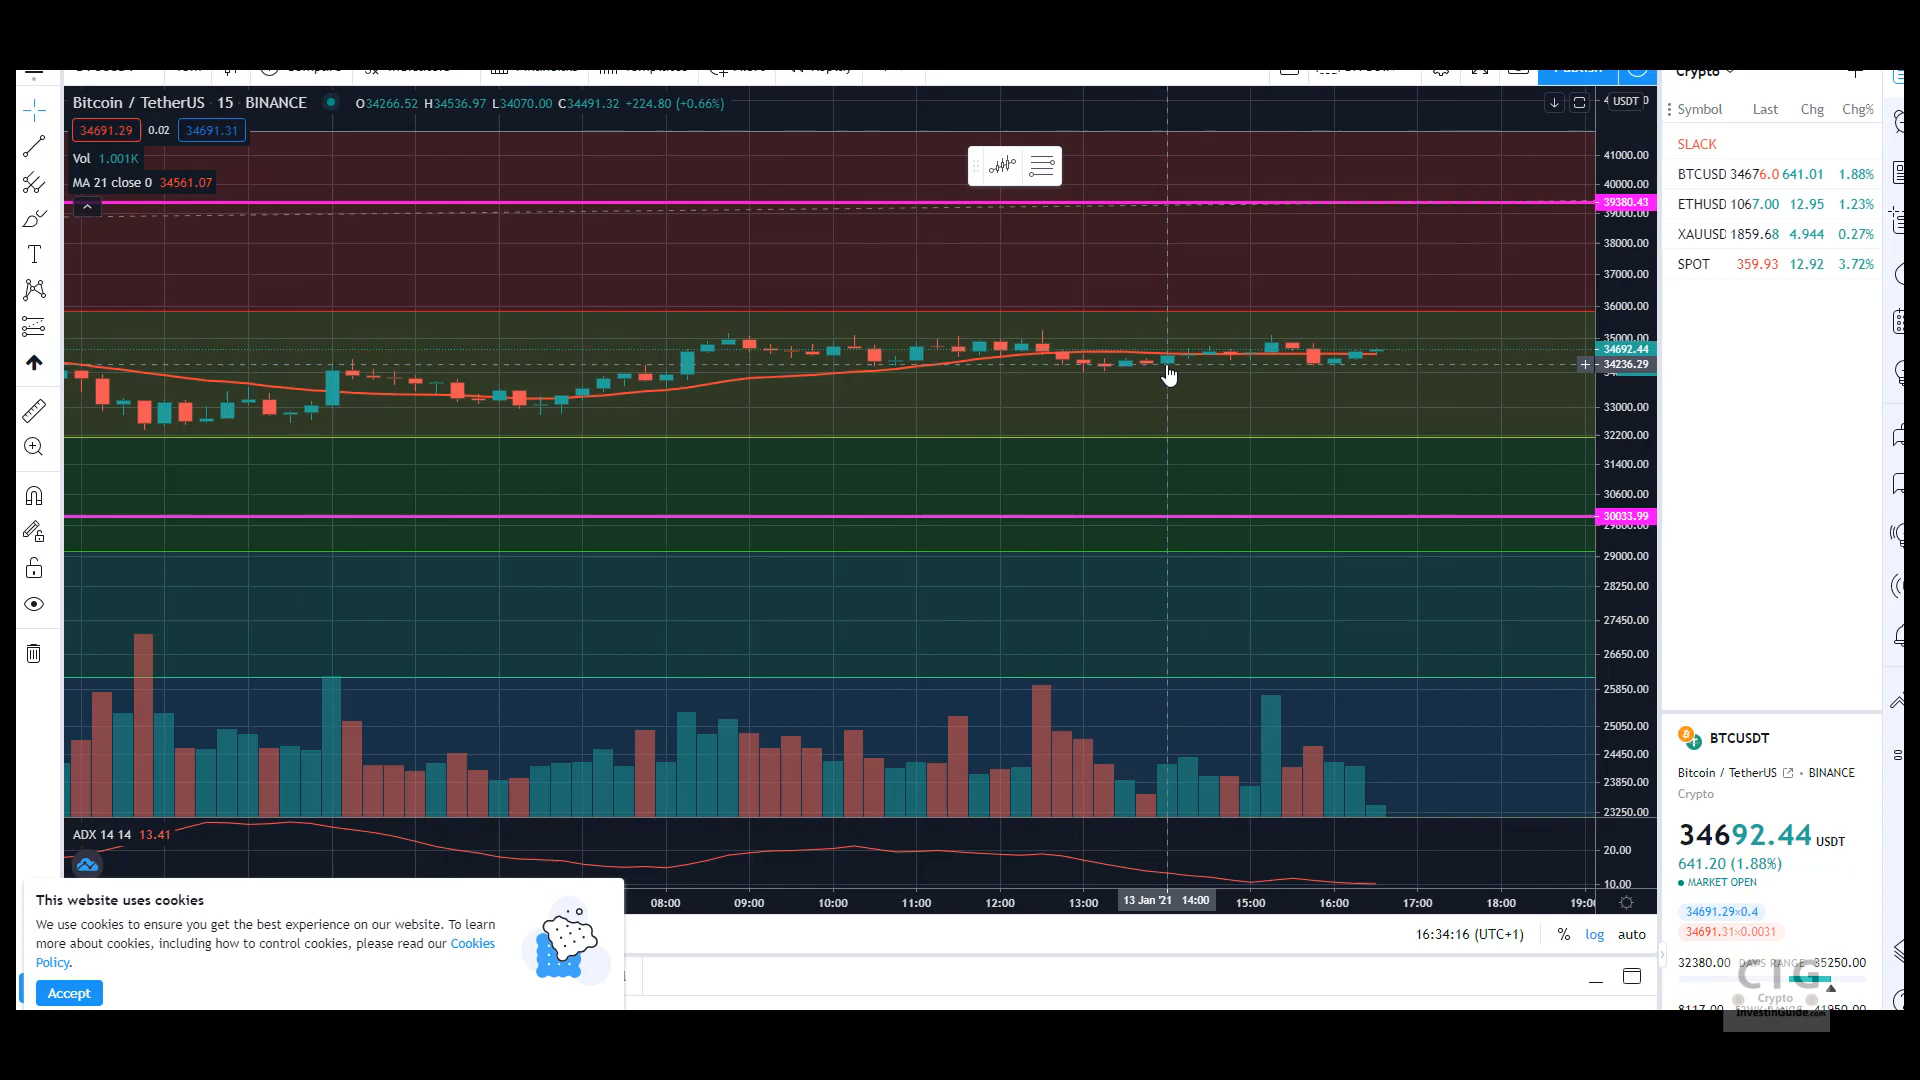 Crypto
Bitcoin / TetherUS · 15 · BINANCE
O34266.52 H34536.97 L34070.00 C34491.32 +224.80 (+0.66%)
34691.29 0.02 34691.31
Vol 1.001K
MA 21 close 0 34561.07
USDT
41000.00
40000.00
39380.43
39000.00
38000.00
37000.00
36000.00
35000.00
34692.44
34236.29
33000.00
32200.00
31400.00
30600.00
30033.99
29000.00
28250.00
27450.00
26650.00
25850.00
25050.00
24450.00
23850.00
23250.00
ADX 14 14 13.41
20.00
10.00
08:00 09:00 10:00 11:00 12:00 13:00 13 Jan '21 14:00 15:00 16:00 17:00 18:00 19:0
16:34:16 (UTC+1) % log auto
This website uses cookies
We use cookies to ensure you get the best experience on our website. To learn
more about cookies, including how to control cookies, please read our Cookies
Policy.
Accept
Symbol Last Chg Chg%
SLACK
BTCUSD 34676.0 641.01 1.88%
ETHUSD 1067.00 12.95 1.23%
XAUUSD 1859.68 4.944 0.27%
SPOT 359.93 12.92 3.72%
BTCUSDT
Bitcoin / TetherUS • BINANCE
Crypto
34692.44 USDT
641.20 (1.88%)
MARKET OPEN
34691.29×0.4
34691.31×0.0031
32380.00 DAY'S RANGE 35250.00
CIG
Crypto
InvestinGuide.com